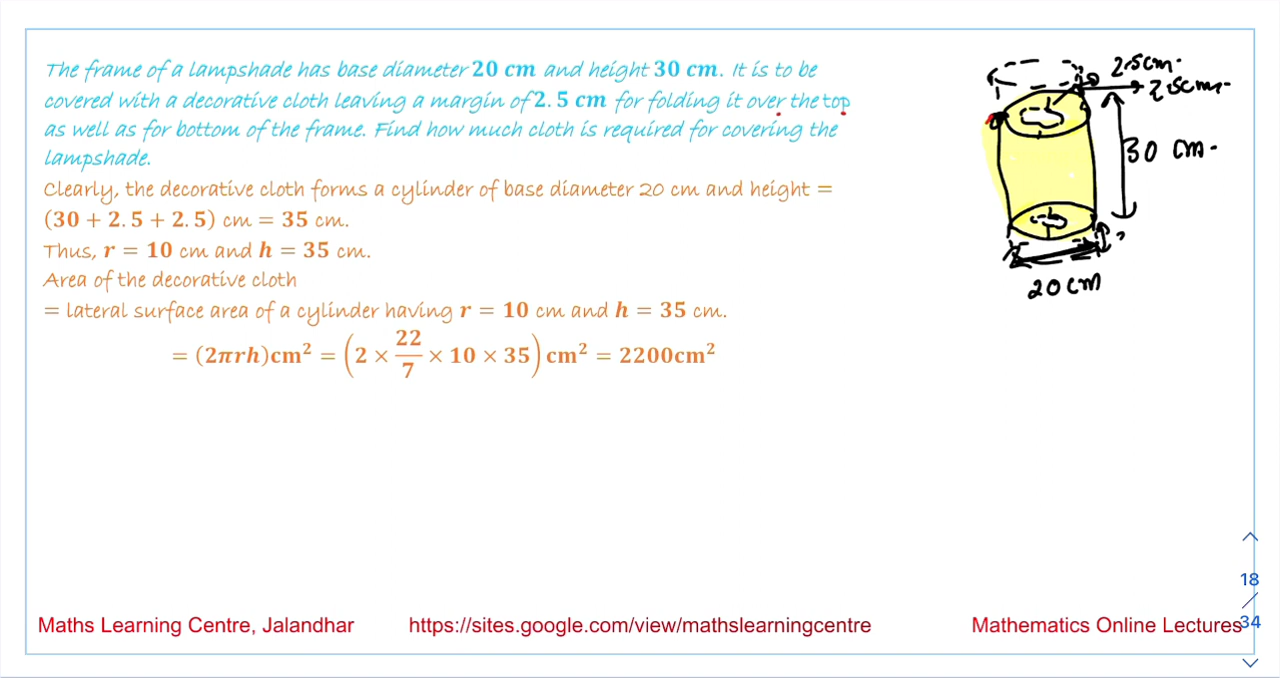 The frame of a lampshade has base diameter 20 cm and height 30 cm. It is to be
covered with a decorative cloth leaving a margin of 2.5 cm for folding it over the top
as well as for bottom of the frame. Find how much cloth is required for covering the
lampshade.
Clearly, the decorative cloth forms a cylinder of base diameter 20 cm and height =
(30 + 2.5 + 2.5) cm = 35 cm.
Thus, r = 10 cm and h = 35 cm.
Area of the decorative cloth
= lateral surface area of a cylinder having r = 10 cm and h = 35 cm.
= (2πrh)cm² = (2 × 22/7 × 10 × 35) cm² = 2200cm²
2.5cm.
2.5cm.
30 cm.
20cm
18
/
34
Maths Learning Centre, Jalandhar
https://sites.google.com/view/mathslearningcentre
Mathematics Online Lectures